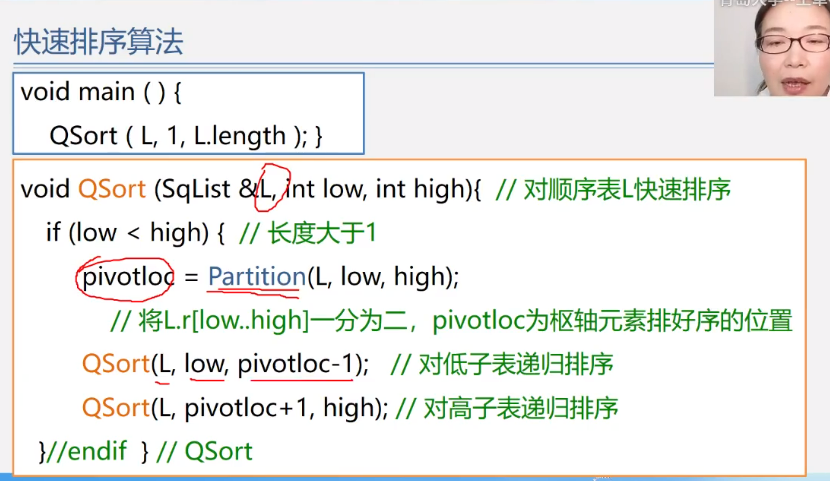 快速排序算法
void main ( ) {
QSort ( L, 1, L.length ); }
void QSort (SqList &L, int low, int high){ // 对顺序表L快速排序
if (low < high) { // 长度大于1
pivotloc = Partition(L, low, high);
// 将L.r[low..high]一分为二，pivotloc为枢轴元素排好序的位置
QSort(L, low, pivotloc-1); // 对低子表递归排序
QSort(L, pivotloc+1, high); // 对高子表递归排序
}//endif } // QSort